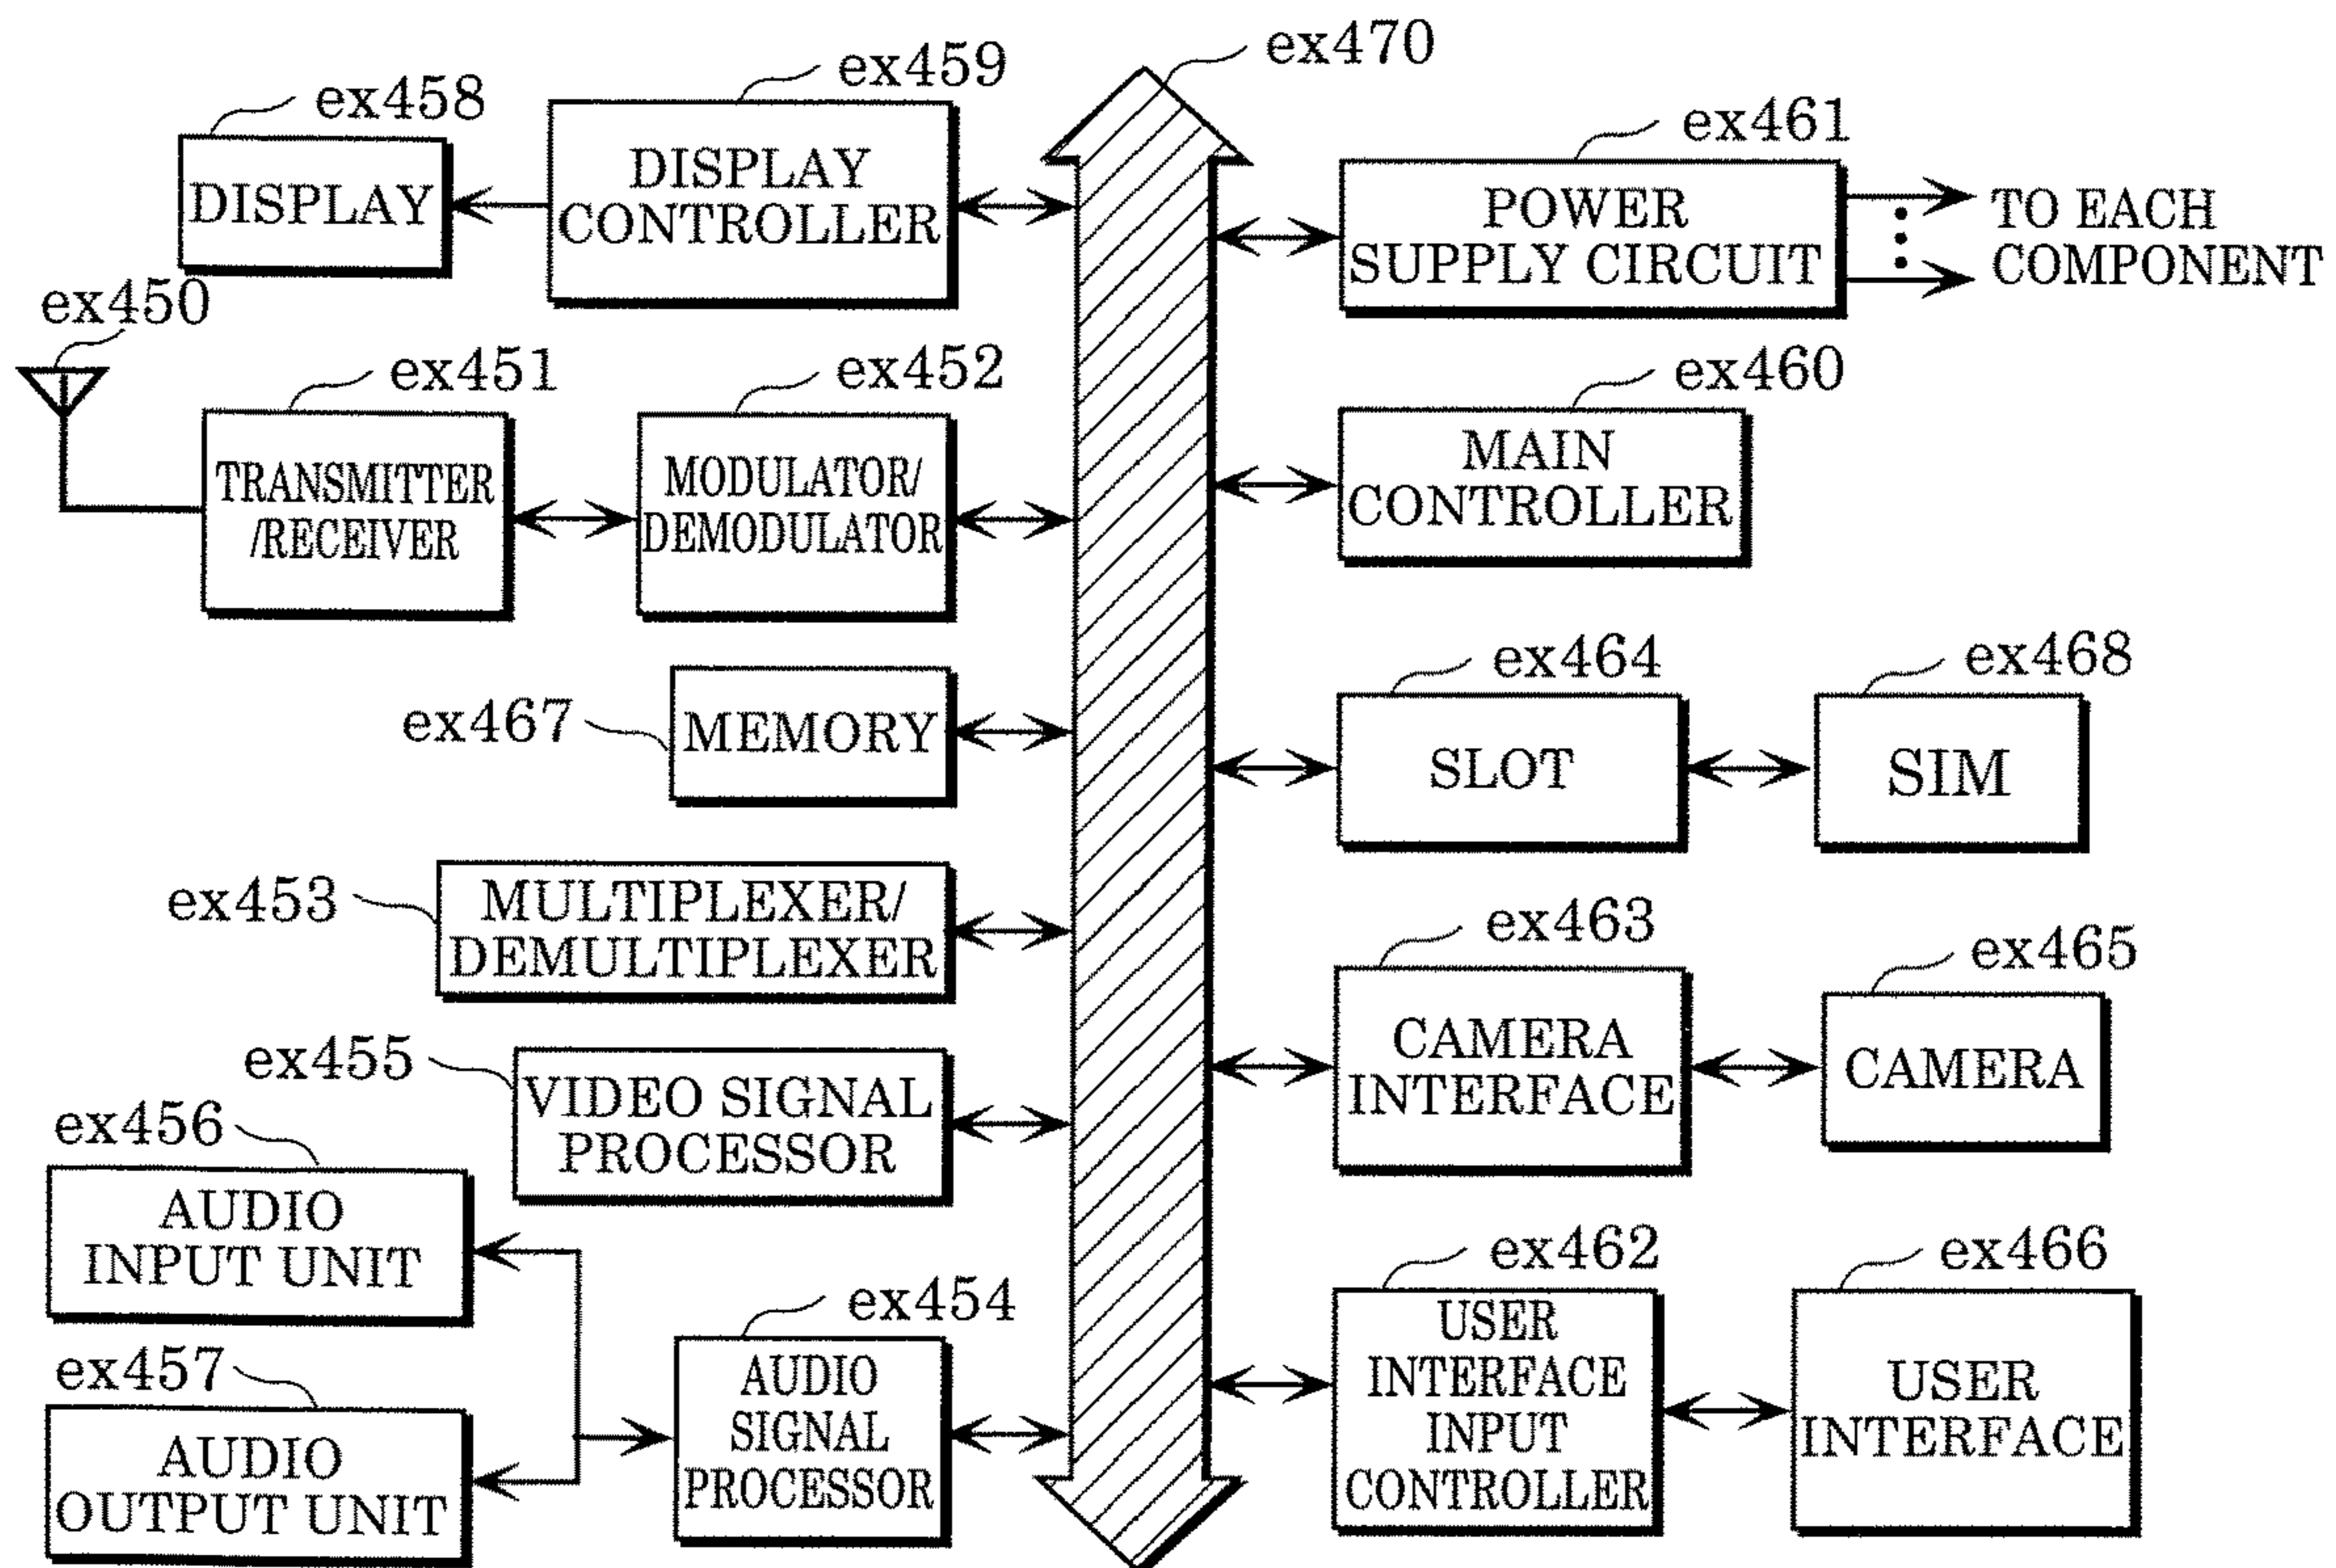 ex470
ex459
ex458
DISPLAY
CONTROLLER
DISPLAY
ex461
POWER
SUPPLY CIRCUIT
TO EACH
COMPONENT
ex450
ex451
TRANSMITTER
/RECEIVER
ex452
MODULATOR/
DEMODULATOR
ex460
MAIN
CONTROLLER
ex467
MEMORY
ex464
SLOT
ex468
SIM
ex453
MULTIPLEXER/
DEMULTIPLEXER
ex463
CAMERA
INTERFACE
ex465
CAMERA
ex455
VIDEO SIGNAL
PROCESSOR
ex456
AUDIO
INPUT UNIT
ex457
AUDIO
OUTPUT UNIT
ex454
AUDIO
SIGNAL
PROCESSOR
ex462
USER
INTERFACE
INPUT
CONTROLLER
ex466
USER
INTERFACE